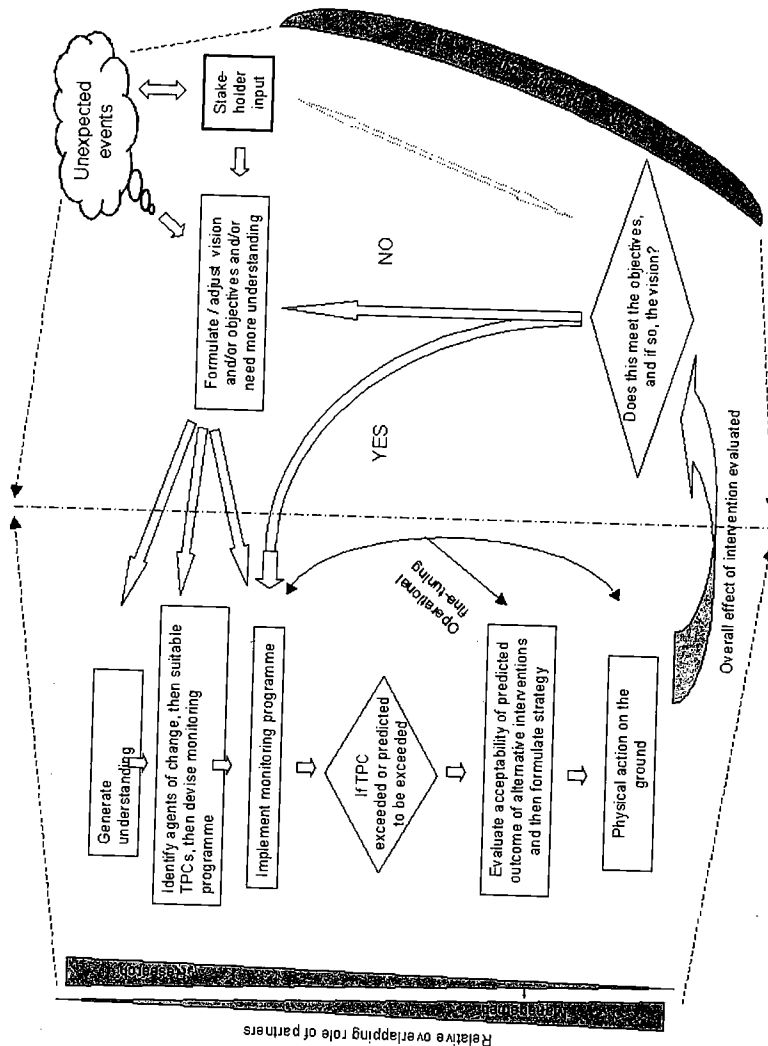 Unexpected
events
Stake-
holder
input
Formulate / adjust vision
and/or objectives and/or
need more understanding
NO
YES
Does this meet the objectives,
and if so, the vision?
Overall effect of intervention evaluated
Generate
understanding
Identify agents of change, then suitable
TPCs, then devise monitoring
programme
Implement monitoring programme
If TPC
exceeded or predicted
to be exceeded
Operational
fine-tuning
Evaluate acceptability of predicted
outcome of alternative interventions
and then formulate strategy
Physical action on the
ground
Relative overlapping role of partners